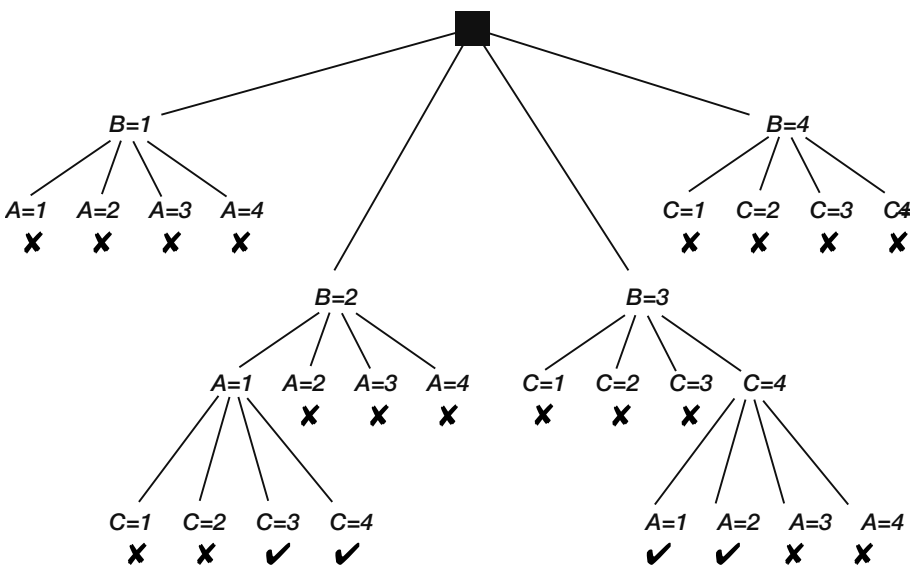 B=1
B=4
A=1 A=2 A=3 A=4
C=1 C=2 C=3 C=4
B=2
B=3
A=1 A=2 A=3 A=4
C=1 C=2 C=3 C=4
✘ ✘ ✘ ✘
✘ ✘ ✘ ✘
✘ ✘ ✘
✘ ✘ ✘
C=1 C=2 C=3 C=4
A=1 A=2 A=3 A=4
✘ ✘ ✔ ✔
✔ ✔ ✘ ✘